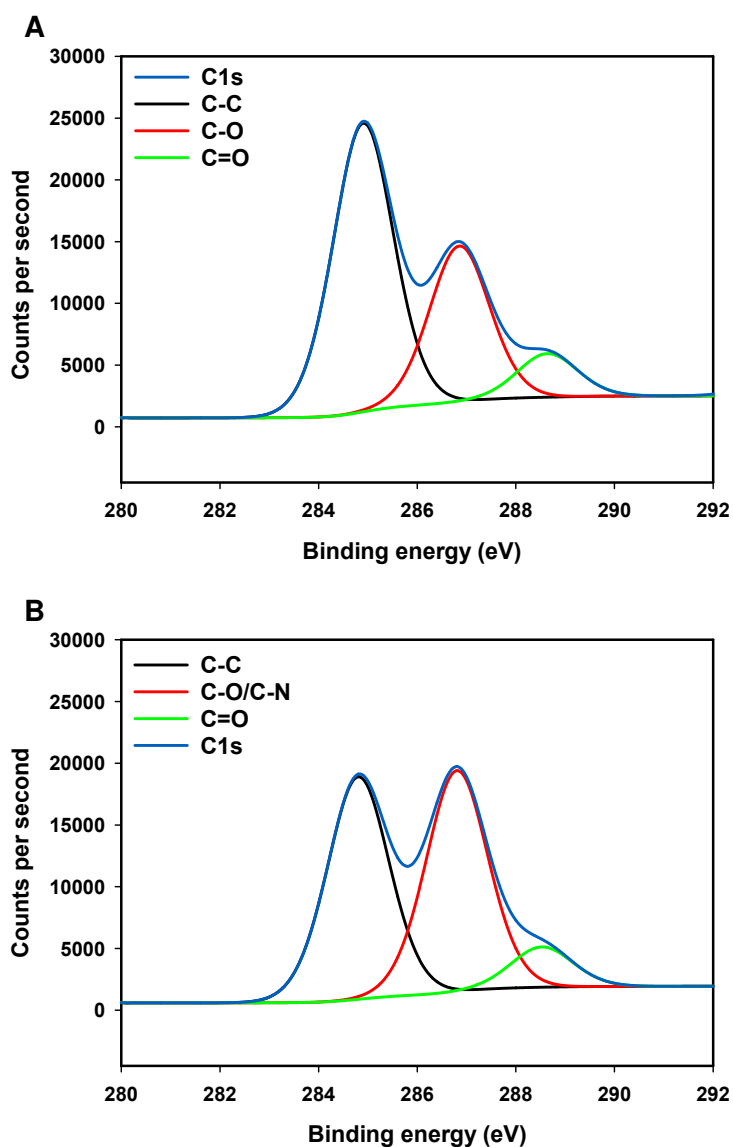 A
30000
25000
20000
15000
10000
5000
0
Counts per second
C1s
C-C
C-O
C=O
280 282 284 286 288 290 292
Binding energy (eV)
B
30000
25000
20000
15000
10000
5000
0
Counts per second
C-C
C-O/C-N
C=O
C1s
280 282 284 286 288 290 292
Binding energy (eV)